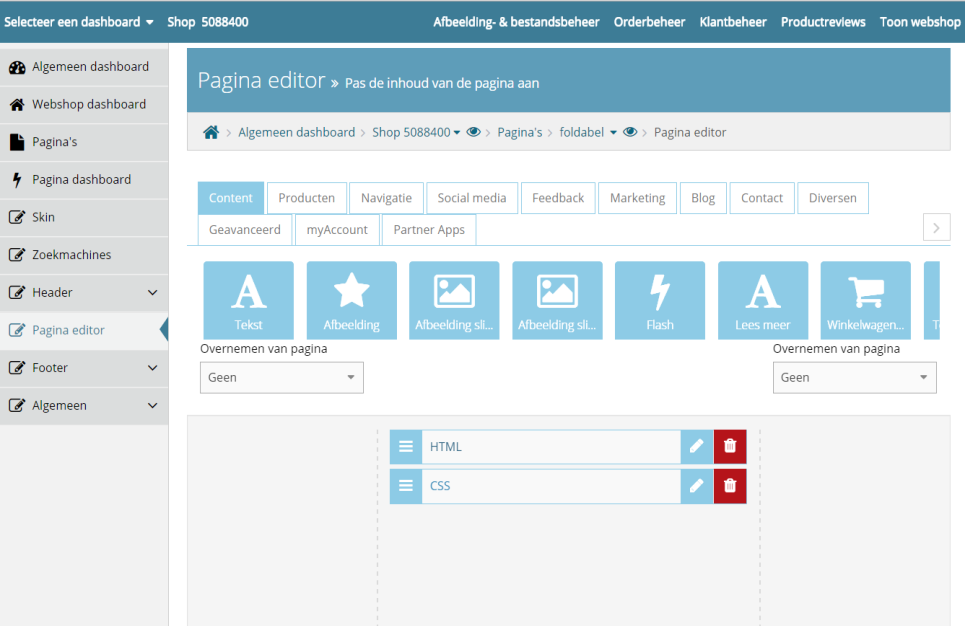 Selecteer een dashboard Shop 5088400 Afbeelding- & bestandsbeheer Orderbeheer Klantbeheer Productreviews Toon webshop
Algemeen dashboard
Webshop dashboard
Pagina's
Pagina dashboard
Skin
Zoekmachines
Header
Pagina editor
Footer
Algemeen
Pagina editor » Pas de inhoud van de pagina aan
> Algemeen dashboard > Shop 5088400 > Pagina's > foldabel > Pagina editor
Content Producten Navigatie Social media Feedback Marketing Blog Contact Diversen
Geavanceerd myAccount Partner Apps
Tekst Afbeelding Afbeelding sli... Afbeelding sli... Flash Lees meer Winkelwagen...
Overnemen van pagina Overnemen van pagina
Geen Geen
HTML
CSS